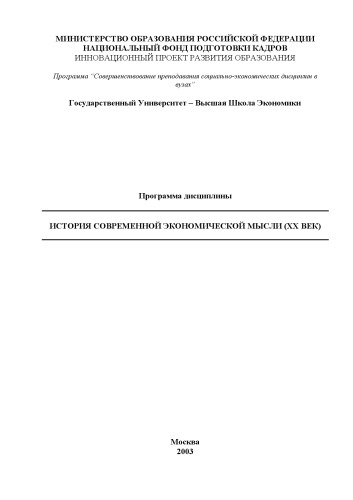 МИНИСТЕРСТВО ОБРАЗОВАНИЯ РОССИЙСКОЙ ФЕДЕРАЦИИ
НАЦИОНАЛЬНЫЙ ФОНД ПОДГОТОВКИ КАДРОВ
ИННОВАЦИОННЫЙ ПРОЕКТ РАЗВИТИЯ ОБРАЗОВАНИЯ
Программа "Совершенствование преподавания социально-экономических дисциплин в
вузах"
Государственный Университет – Высшая Школа Экономики
Программа дисциплины
ИСТОРИЯ СОВРЕМЕННОЙ ЭКОНОМИЧЕСКОЙ МЫСЛИ (XX ВЕК)
Москва
2003